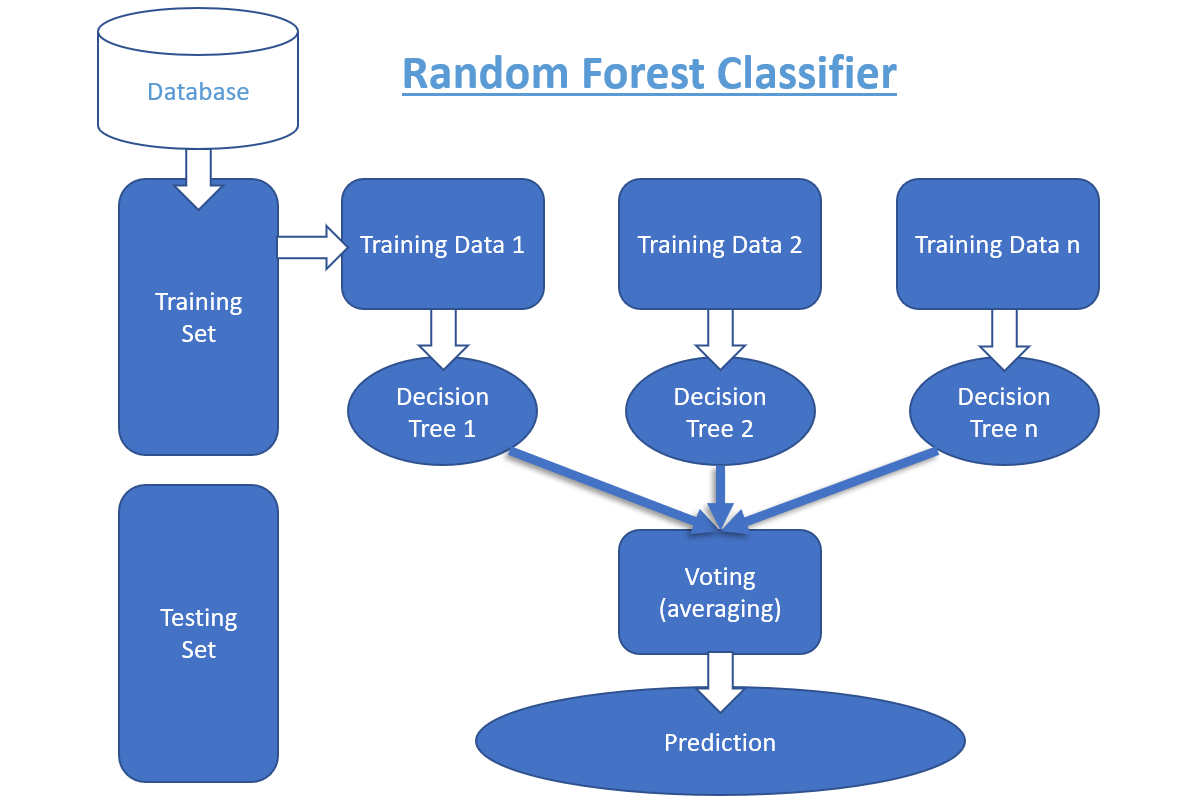 Random Forest Classifier
Database
Training
Set
Training Data 1
Training Data 2
Training Data n
Decision
Tree 1
Decision
Tree 2
Decision
Tree n
Testing
Set
Voting
(averaging)
Prediction